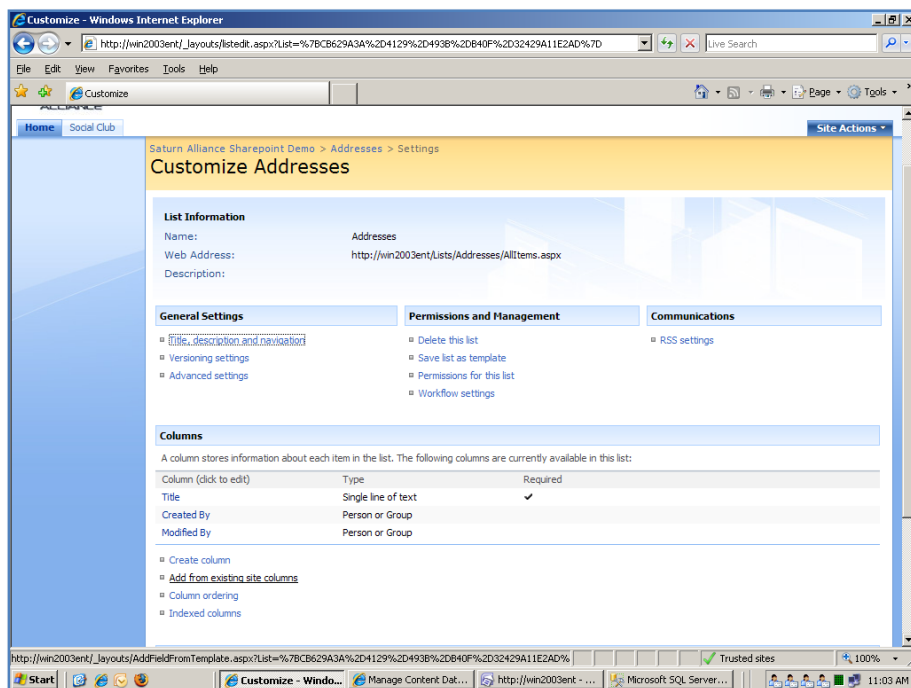 Customize - Windows Internet Explorer
http://win2003ent/_layouts/listedit.aspx?List=%7BCB629A3A%2D4129%2D493B%2DB40F%2D32429A11E2AD%7D
Live Search
File Edit View Favorites Tools Help
Customize
Page Tools
ALLIANCE
Home Social Club
Site Actions
Saturn Alliance Sharepoint Demo > Addresses > Settings
Customize Addresses
List Information
Name: Addresses
Web Address: http://win2003ent/Lists/Addresses/AllItems.aspx
Description:
General Settings Permissions and Management Communications
Title, description and navigation Delete this list RSS settings
Versioning settings Save list as template
Advanced settings Permissions for this list
Workflow settings
Columns
A column stores information about each item in the list. The following columns are currently available in this list:
Column (click to edit) Type Required
Title Single line of text
Created By Person or Group
Modified By Person or Group
Create column
Add from existing site columns
Column ordering
Indexed columns
http://win2003ent/_layouts/AddFieldFromTemplate.aspx?List=%7BCB629A3A%2D4129%2D493B%2DB40F%2D32429A11E2AD% Trusted sites 100%
Start Customize - Windo... Manage Content Dat... http://win2003ent - ... Microsoft SQL Server... 11:03 AM